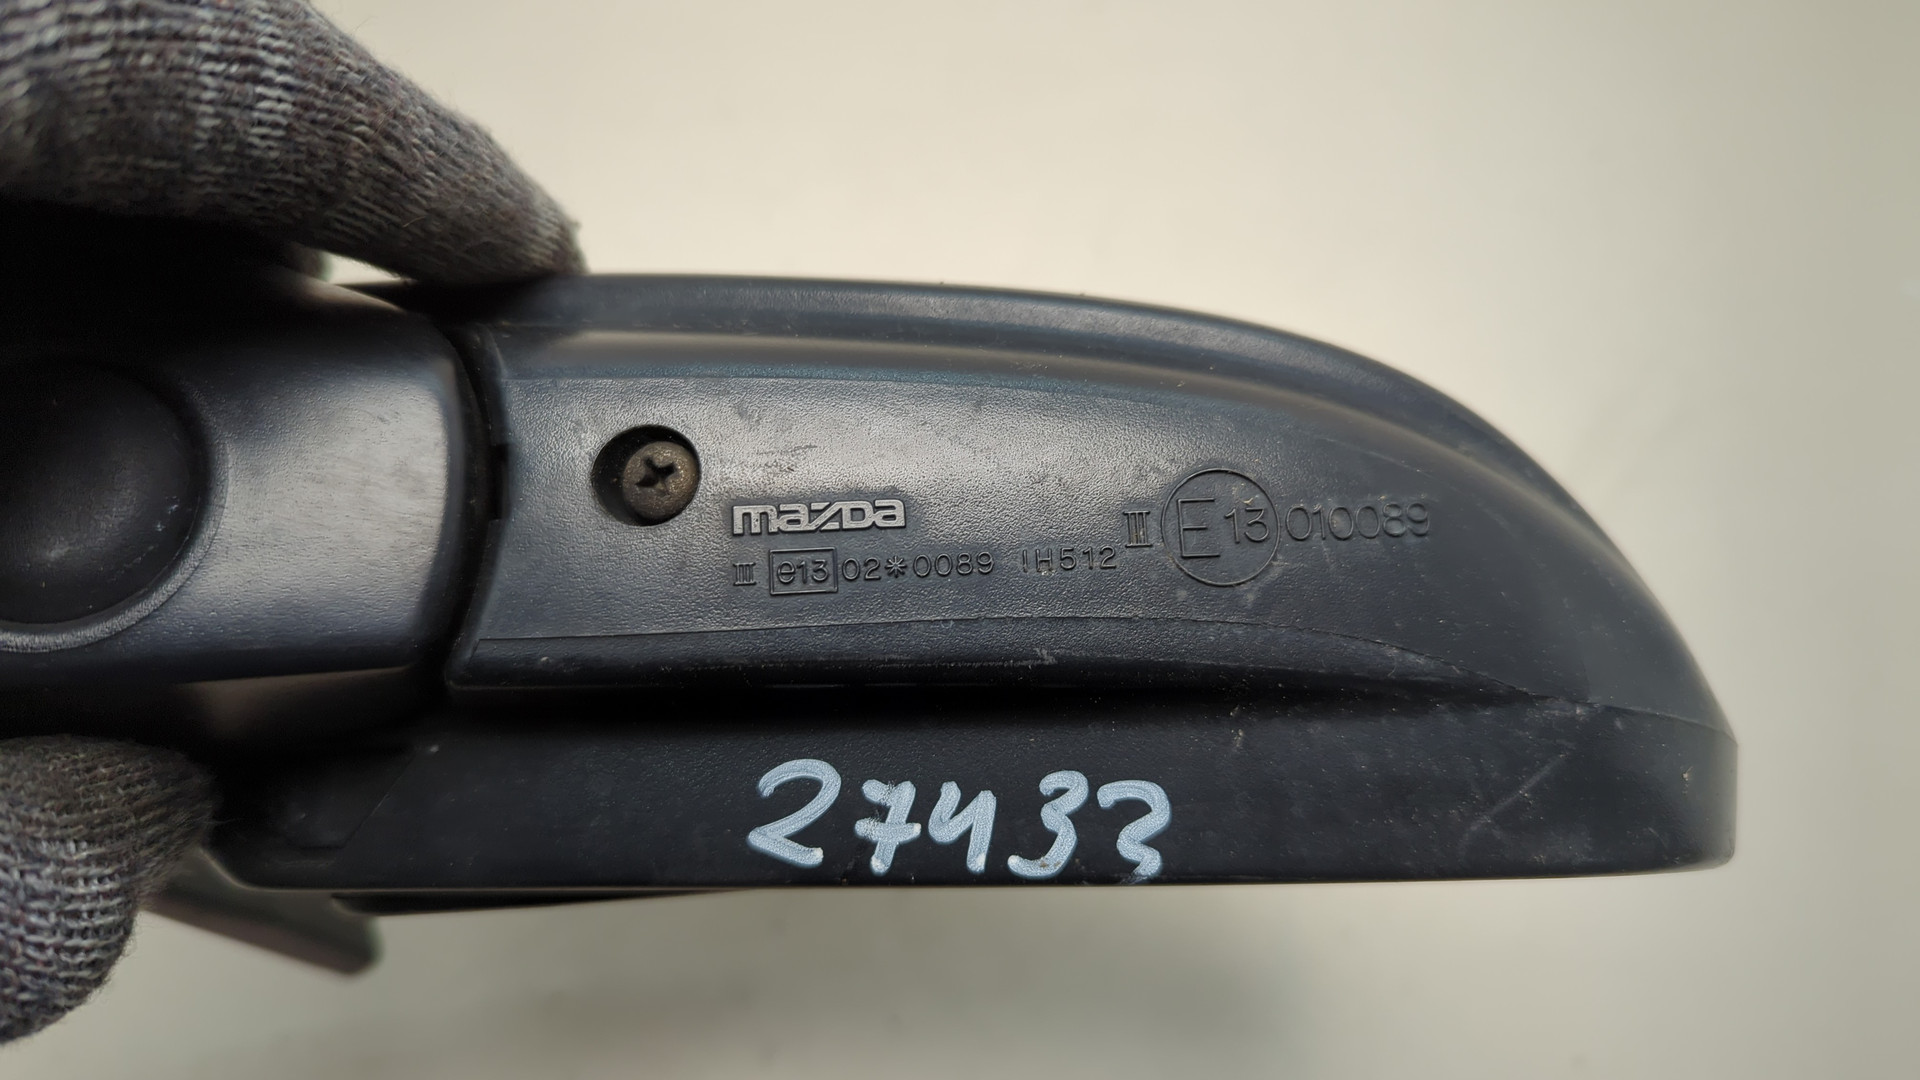 mazda
III e13 02*0089 IH512
III E13 010089
27433